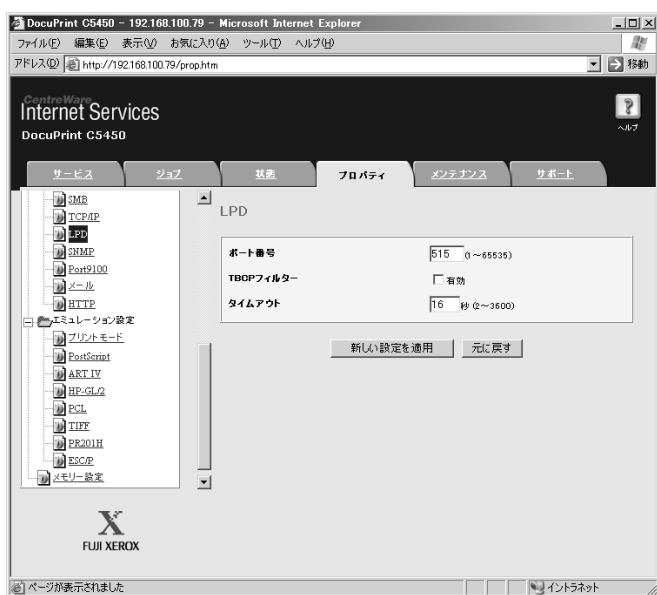 DocuPrint C5450 - 192.168.100.79 - Microsoft Internet Explorer
ファイル(F) 編集(E) 表示(V) お気に入り(A) ツール(T) ヘルプ(H)
アドレス(D) http://192.168.100.79/prop.htm 移動
CentreWare
Internet Services
DocuPrint C5450
ヘルプ
サービス ジョブ 状態 プロパティ メンテナンス サポート
SMB
TCP/IP
LPD
SNMP
Port9100
メール
HTTP
エミュレーション設定
プリントモード
PostScript
ART IV
HP-GL/2
PCL
TIFF
PR201H
ESC/P
メモリー設定
LPD
ポート番号 515 (1～65535)
TBCPフィルター 有効
タイムアウト 16 秒 (2～3600)
新しい設定を適用 元に戻す
X
FUJI XEROX
ページが表示されました イントラネット